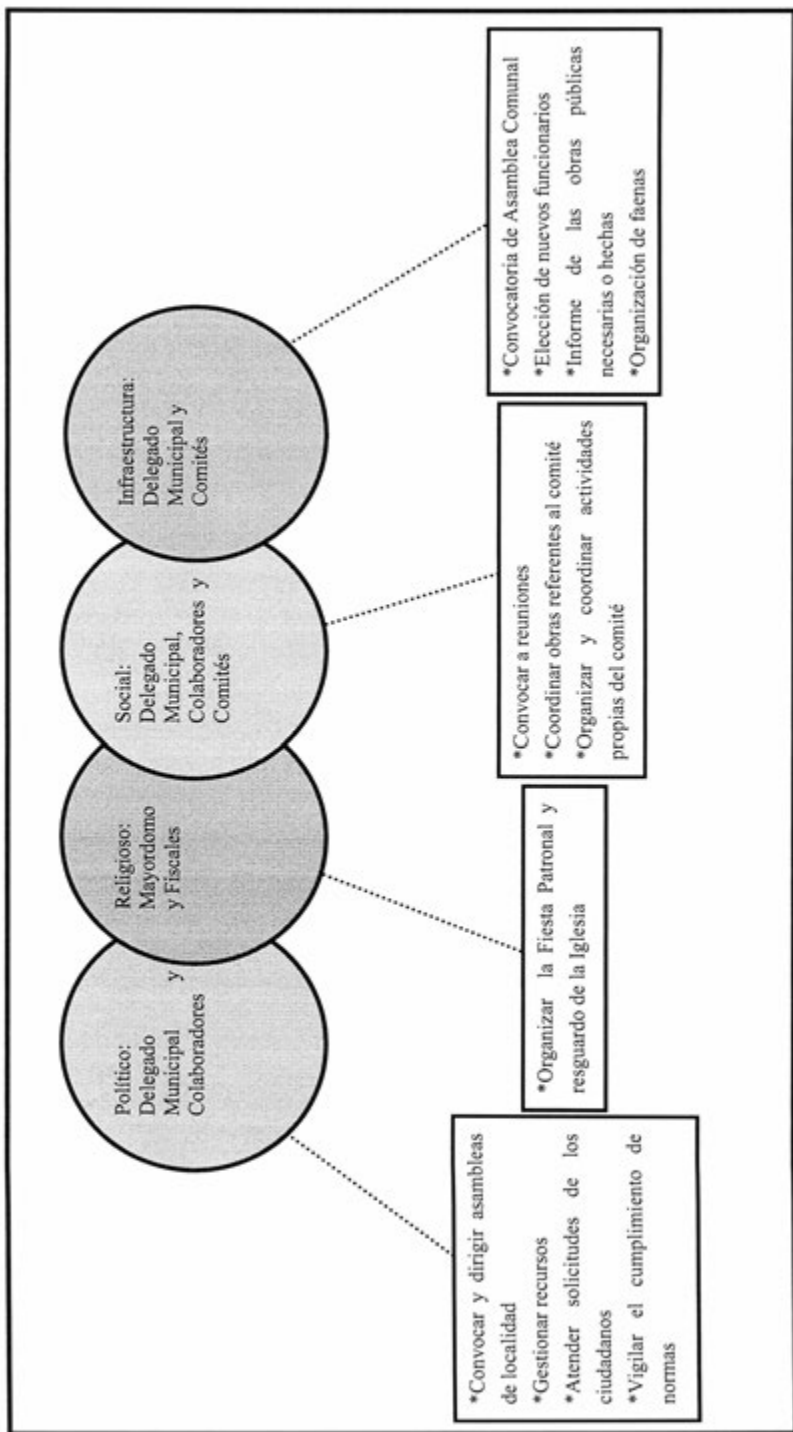 Político:
Delegado
Municipal y
Colaboradores
Religioso:
Mayordomo
y Fiscales
Social:
Delegado
Municipal,
Colaboradores y
Comités
Infraestructura:
Delegado
Municipal y
Comités
*Convocar y dirigir asambleas
de localidad
*Gestionar recursos
*Atender solicitudes de los
ciudadanos
*Vigilar el cumplimiento de
normas
*Organizar la Fiesta Patronal y
resguardo de la Iglesia
*Convocar a reuniones
*Coordinar obras referentes al comité
*Organizar y coordinar actividades
propias del comité
*Convocatoria de Asamblea Comunal
*Elección de nuevos funcionarios
*Informe de las obras públicas
necesarias o hechas
*Organización de faenas